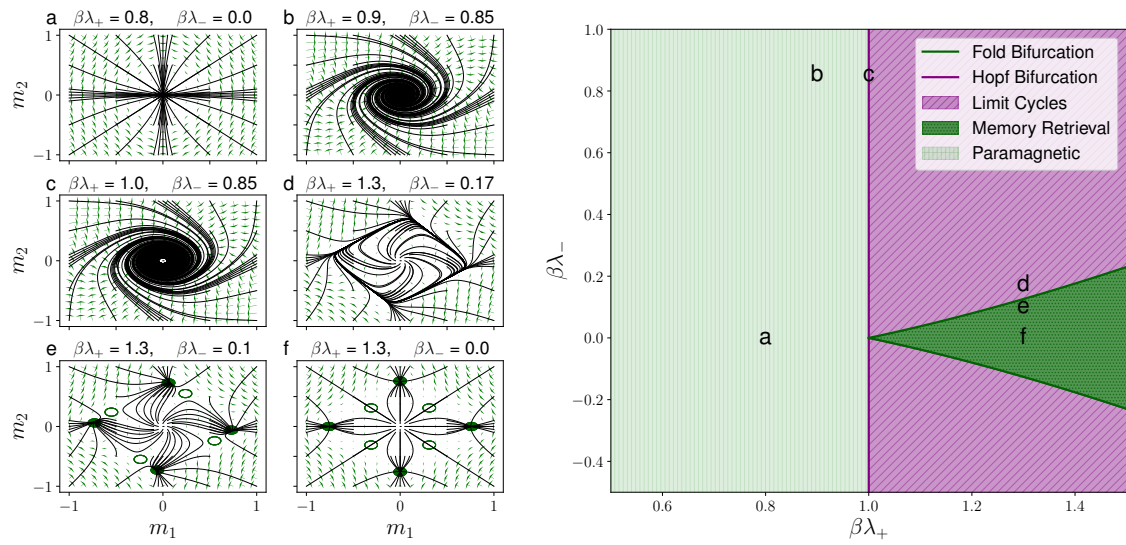 a βλ₊ = 0.8, βλ₋ = 0.0
b βλ₊ = 0.9, βλ₋ = 0.85
1
0
−1
m₂
c βλ₊ = 1.0, βλ₋ = 0.85
d βλ₊ = 1.3, βλ₋ = 0.17
1
0
−1
m₂
e βλ₊ = 1.3, βλ₋ = 0.1
f βλ₊ = 1.3, βλ₋ = 0.0
1
0
−1
m₂
−1 0 1
m₁
−1 0 1
m₁
1.0
0.8
0.6
0.4
0.2
0.0
−0.2
−0.4
βλ₋
b c
d
e
a f
Fold Bifurcation
Hopf Bifurcation
Limit Cycles
Memory Retrieval
Paramagnetic
0.6 0.8 1.0 1.2 1.4
βλ₊